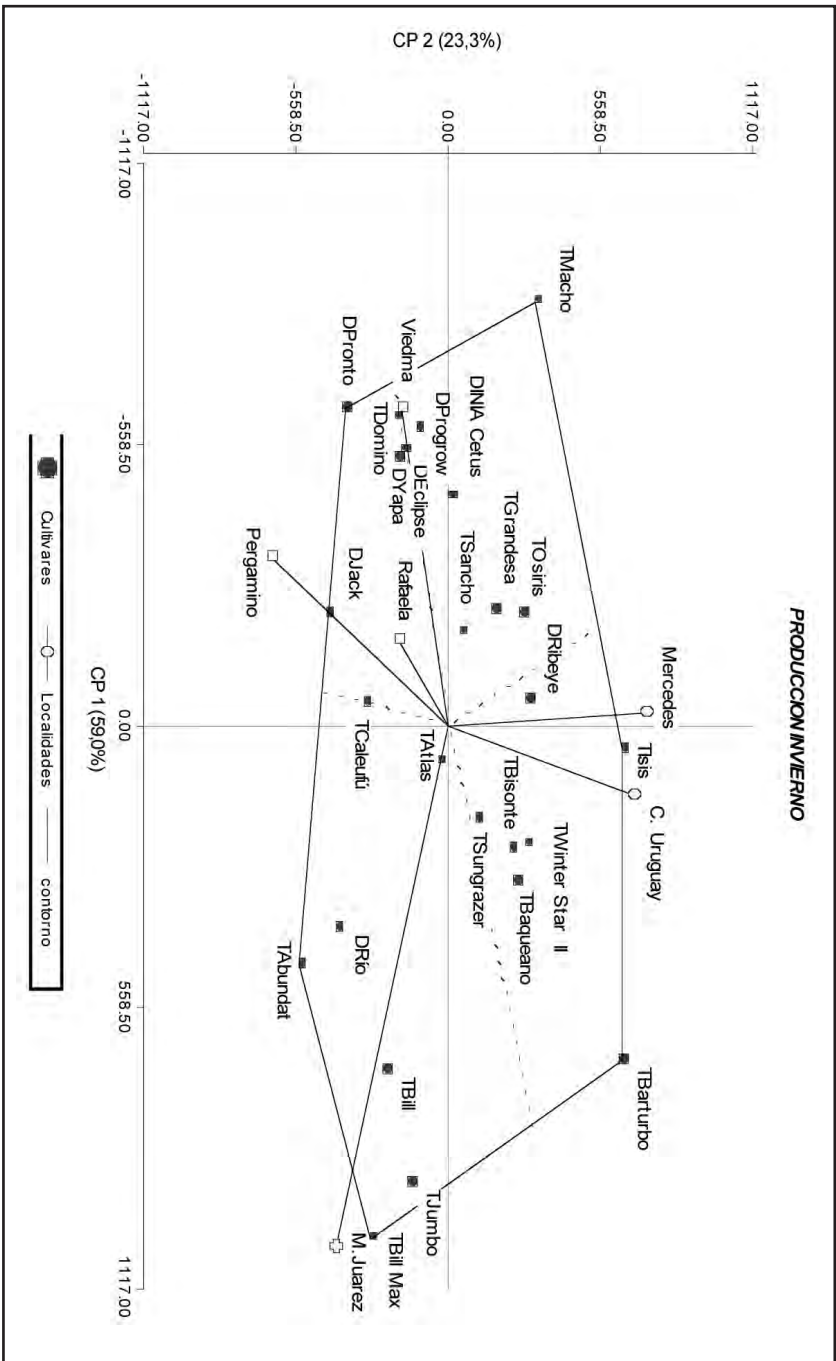 PRODUCCION INVIERNO
CP 2 (23,3%)
1117.00
558.50
0.00
-558.50
-1117.00
-1117.00
-558.50
0.00
558.50
1117.00
CP 1 (59,0%)
TMacho
Mercedes
TIsis
C. Uruguay
TBarturbo
TOsiris
TGrandesa
DRibeye
TSancho
DINIA Cetus
DProgrow
TWinter Star II
TBisonte
TBaqueano
TSungrazer
Viedma
DPronto
TDomino
DYapa
DEclipse
Rafaela
TAtlas
DJack
Pergamino
TCaleufú
DRío
TAbundat
TBill
TJumbo
TBill Max
M.Juarez
Cultivares
Localidades
contorno